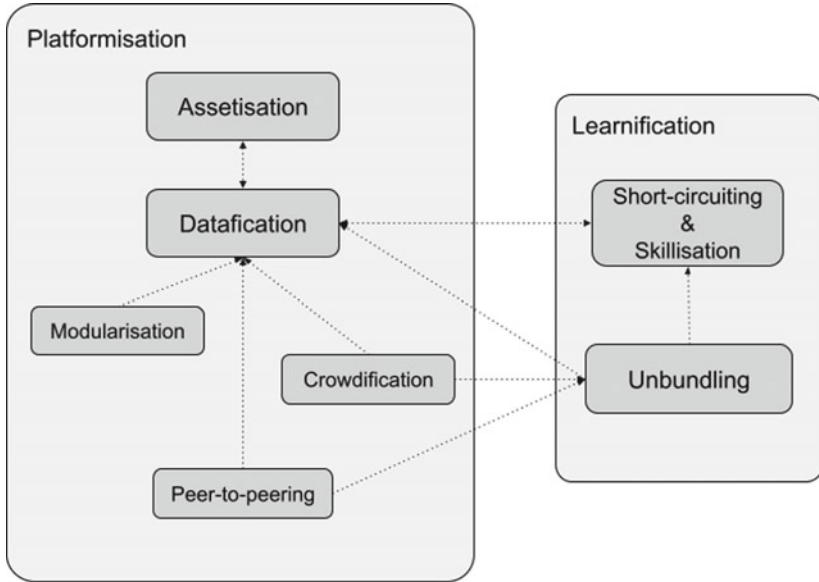 Platformisation
Assetisation
Datafication
Modularisation
Crowdification
Peer-to-peering
Learnification
Short-circuiting
&
Skillisation
Unbundling